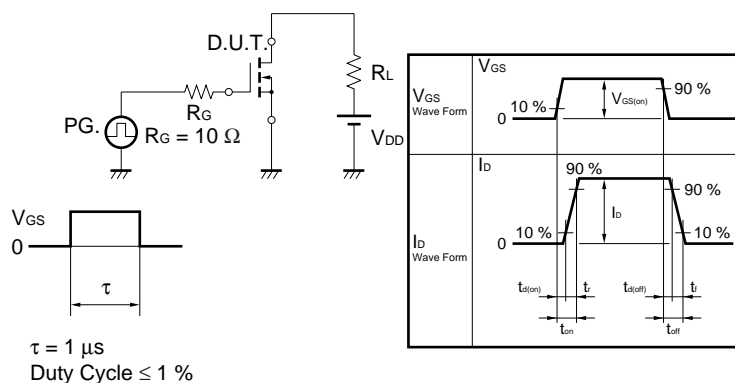 D.U.T.
RL
RG
PG.
RG = 10 Ω
VDD
VGS
0
τ
τ = 1 μs
Duty Cycle ≤ 1 %
VGS
Wave Form
VGS
10 %
VGS(on)
90 %
0
ID
Wave Form
ID
90 %
90 %
10 %
ID
10 %
0
td(on)
tr
td(off)
tf
ton
toff